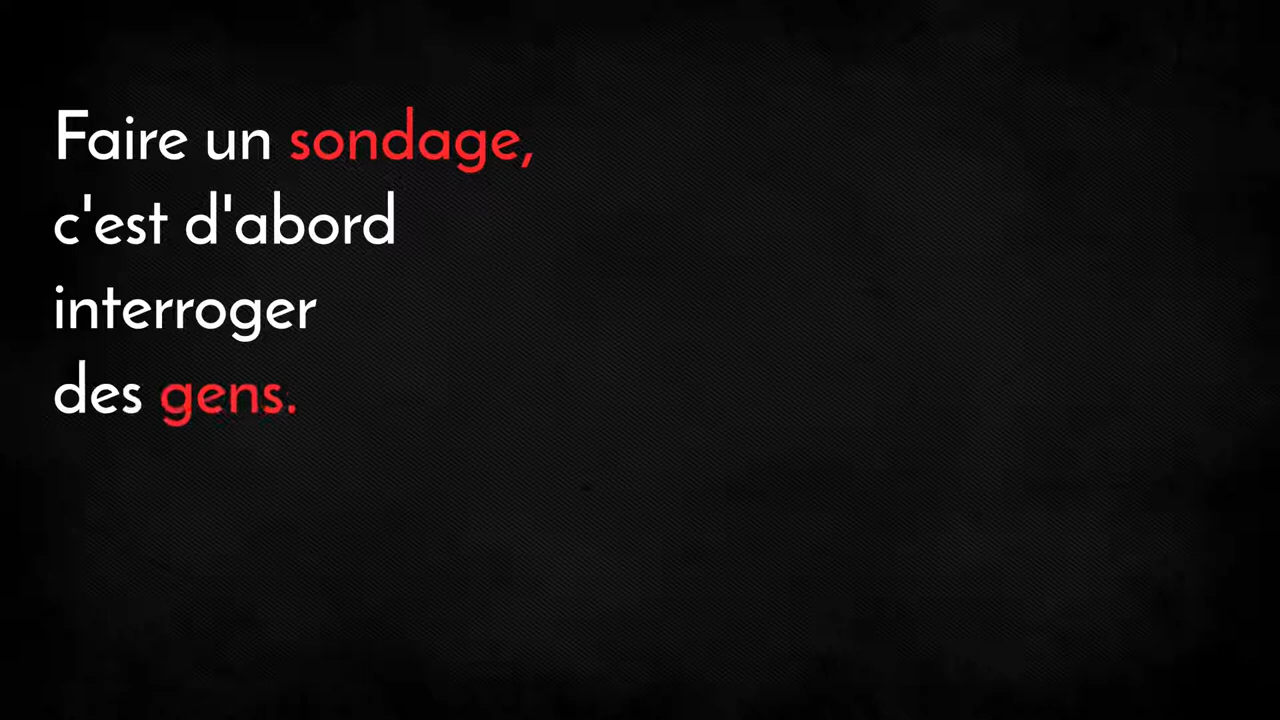 Faire un sondage,
c'est d'abord
interroger
des gens.